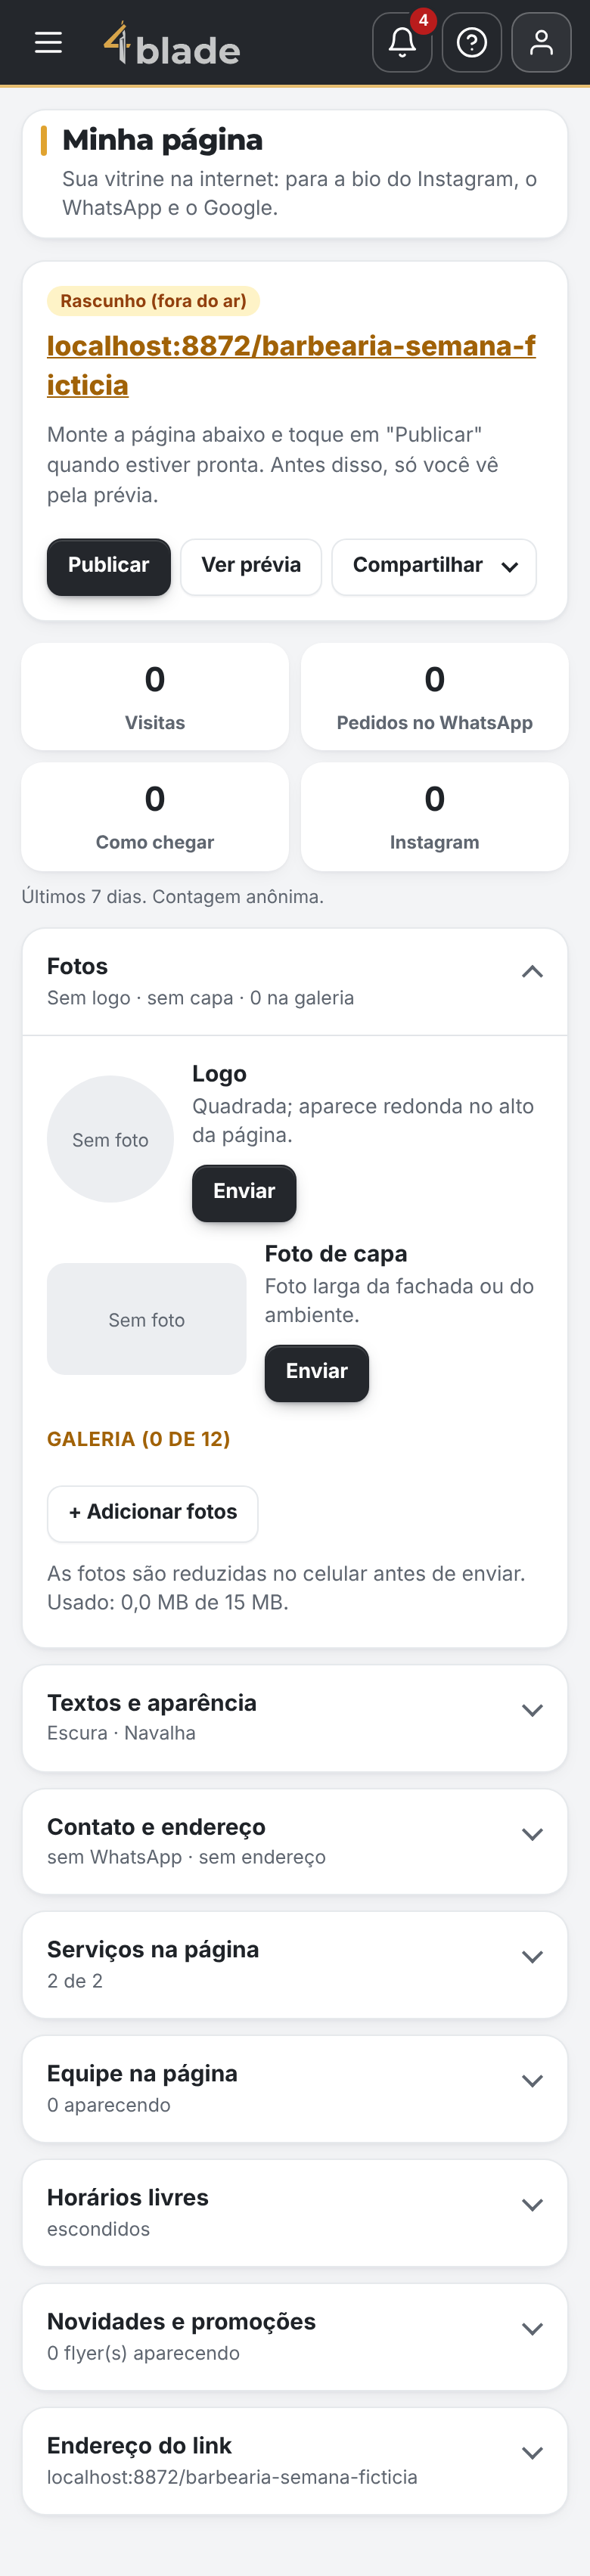 4blade
4
Minha página
Sua vitrine na internet: para a bio do Instagram, o
WhatsApp e o Google.
Rascunho (fora do ar)
localhost:8872/barbearia-semana-f
icticia
Monte a página abaixo e toque em "Publicar"
quando estiver pronta. Antes disso, só você vê
pela prévia.
Publicar
Ver prévia
Compartilhar
0
Visitas
0
Pedidos no WhatsApp
0
Como chegar
0
Instagram
Últimos 7 dias. Contagem anônima.
Fotos
Sem logo · sem capa · 0 na galeria
Sem foto
Logo
Quadrada; aparece redonda no alto
da página.
Enviar
Sem foto
Foto de capa
Foto larga da fachada ou do
ambiente.
Enviar
GALERIA (0 DE 12)
+ Adicionar fotos
As fotos são reduzidas no celular antes de enviar.
Usado: 0,0 MB de 15 MB.
Textos e aparência
Escura · Navalha
Contato e endereço
sem WhatsApp · sem endereço
Serviços na página
2 de 2
Equipe na página
0 aparecendo
Horários livres
escondidos
Novidades e promoções
0 flyer(s) aparecendo
Endereço do link
localhost:8872/barbearia-semana-ficticia